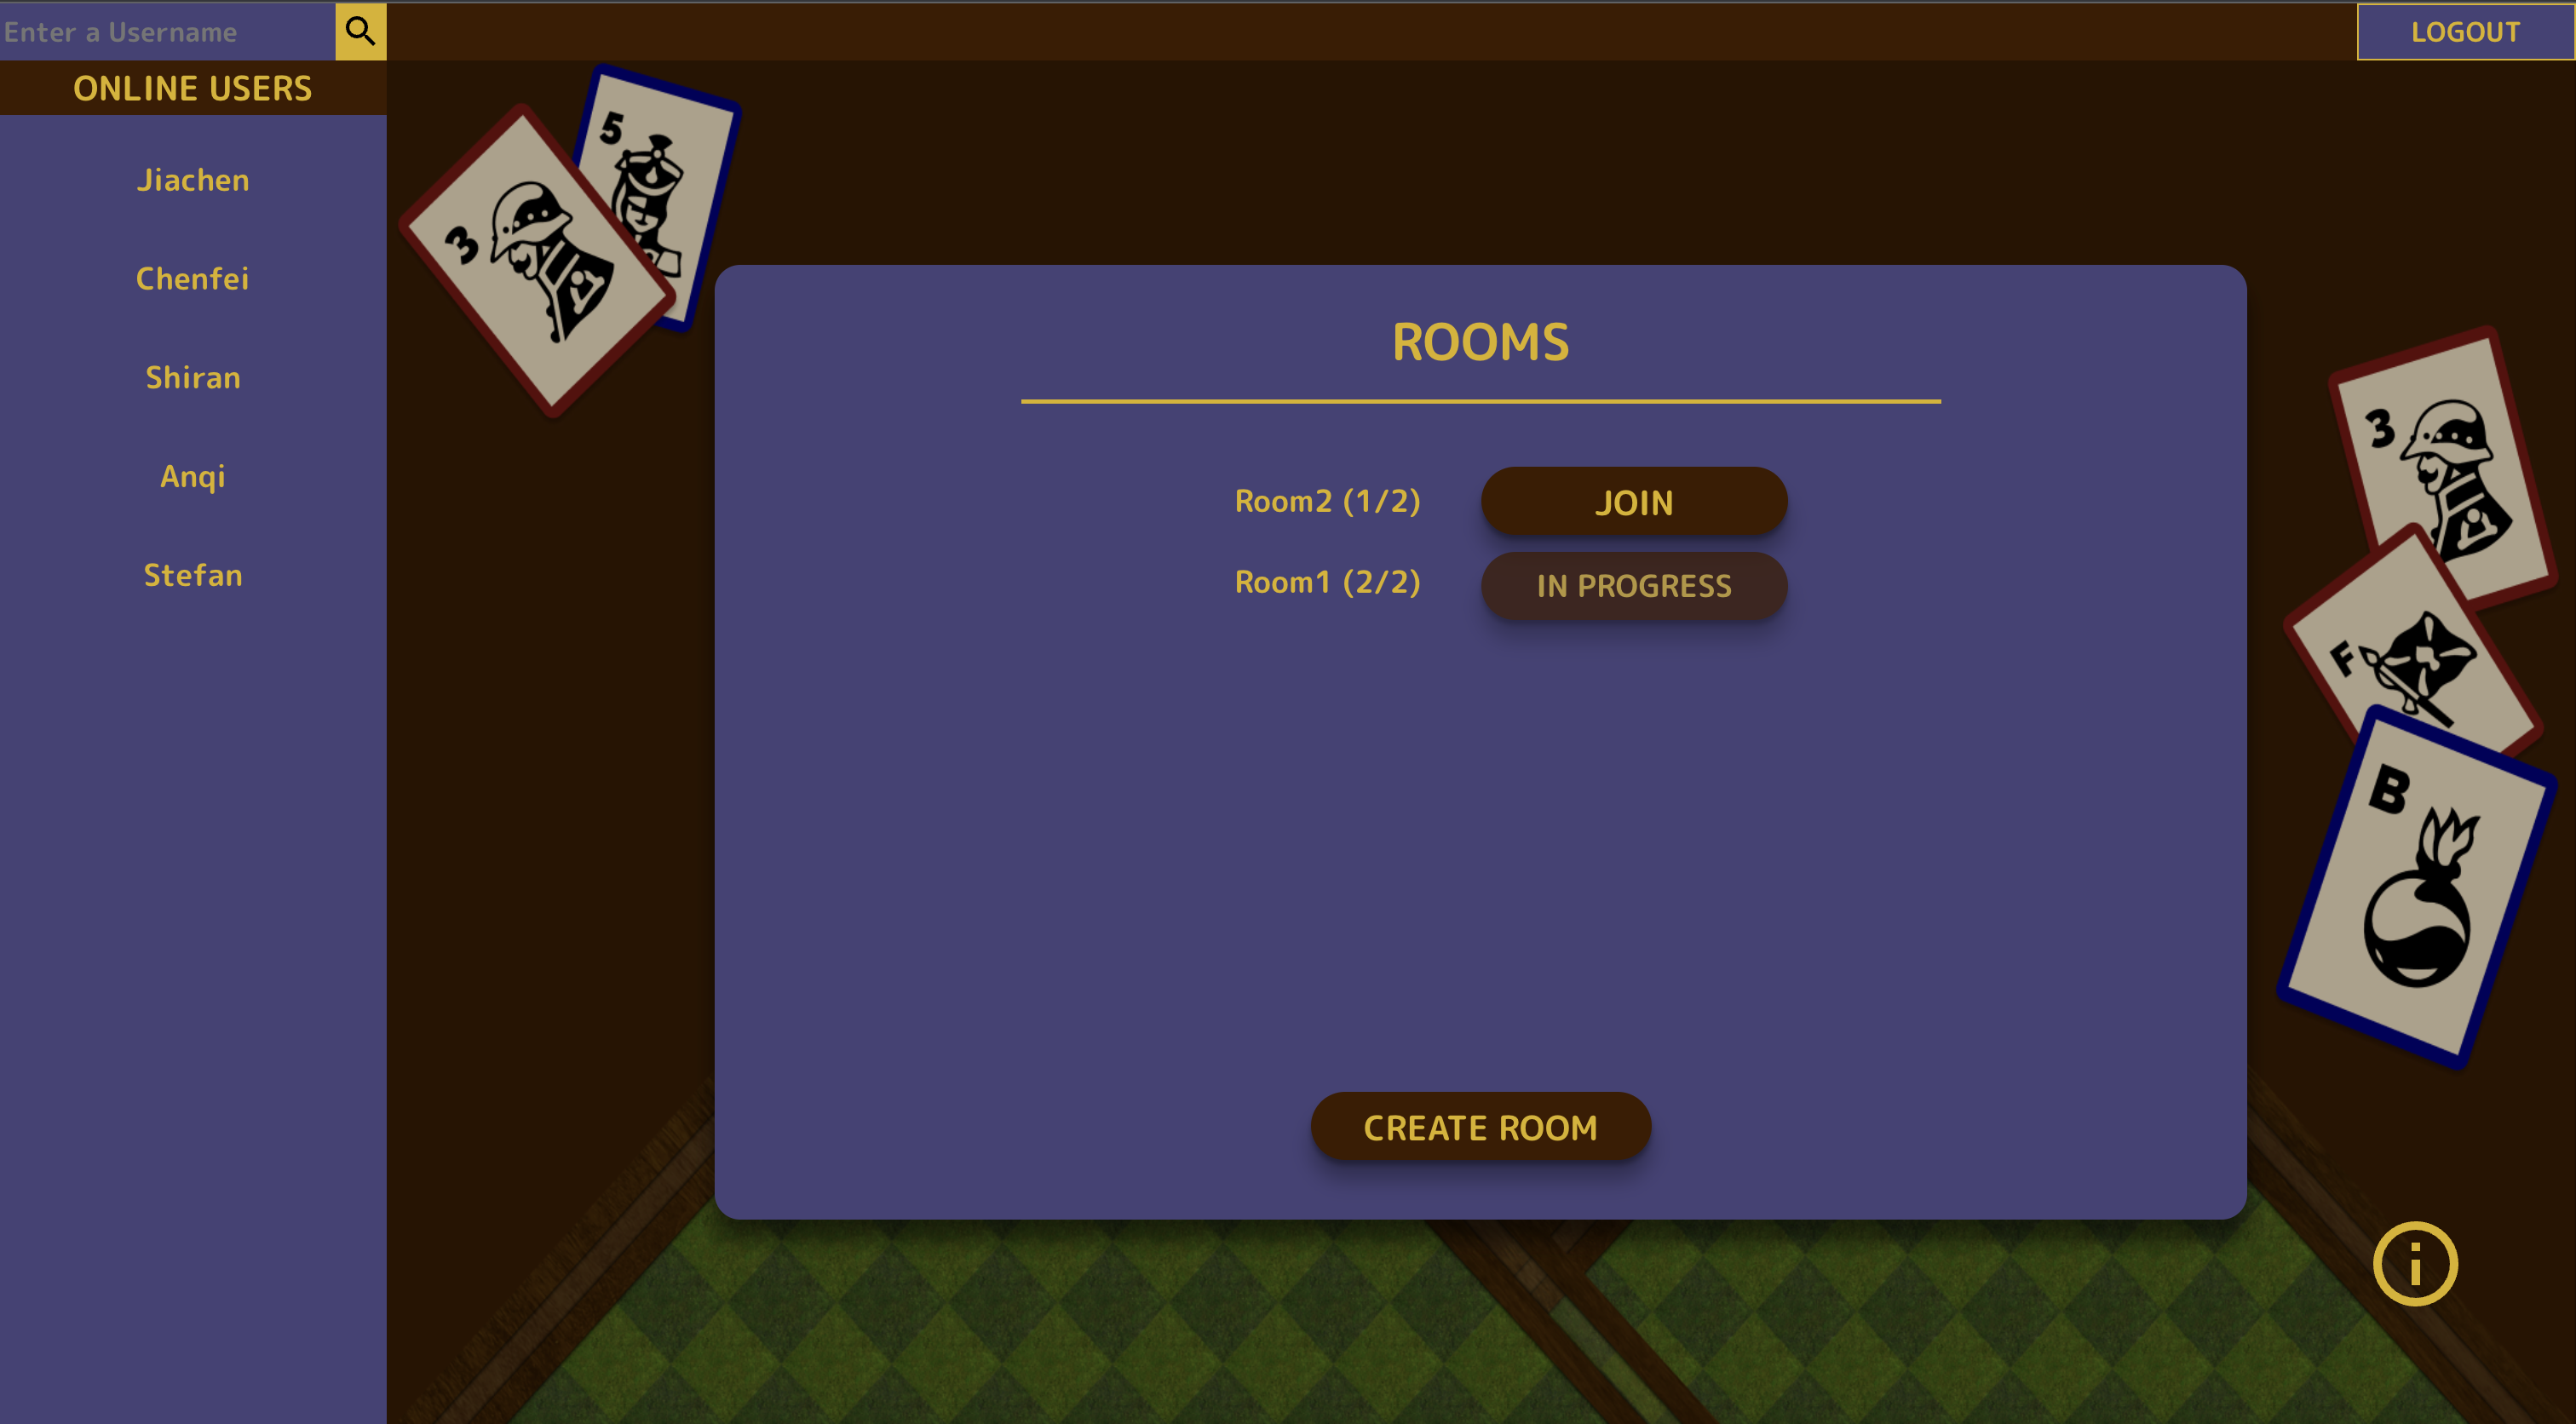 Enter a Username
LOGOUT
ONLINE USERS
Jiachen
Chenfei
Shiran
Anqi
Stefan
5
3
ROOMS
Room2 (1/2) JOIN
Room1 (2/2) IN PROGRESS
CREATE ROOM
3
F
B